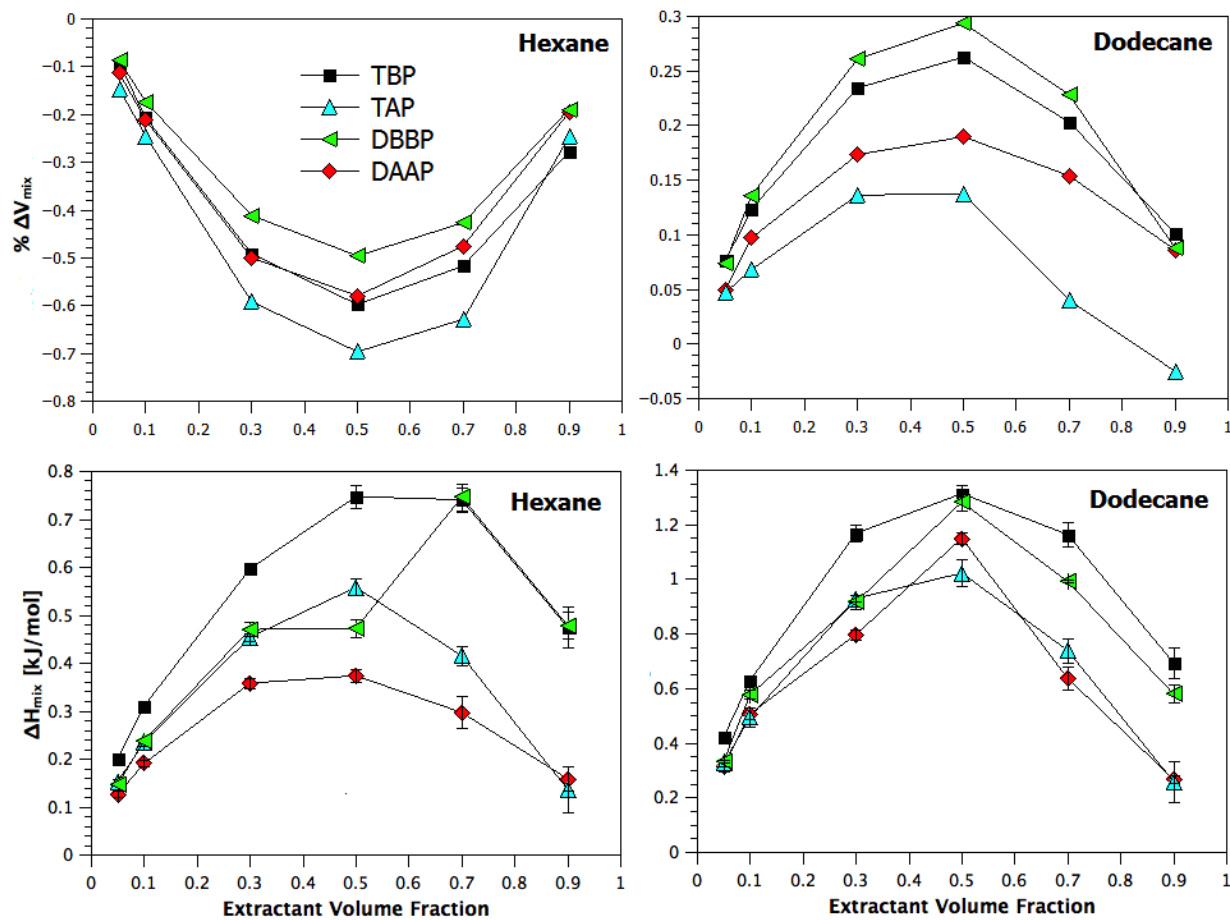 Hexane
TBP
TAP
DBBP
DAAP
% ΔVmix
0
−0.1
−0.2
−0.3
−0.4
−0.5
−0.6
−0.7
−0.8
0 0.1 0.2 0.3 0.4 0.5 0.6 0.7 0.8 0.9 1
Dodecane
0.3
0.25
0.2
0.15
0.1
0.05
0
−0.05
0 0.1 0.2 0.3 0.4 0.5 0.6 0.7 0.8 0.9 1
Hexane
ΔHmix [kJ/mol]
0.8
0.7
0.6
0.5
0.4
0.3
0.2
0.1
0
0 0.1 0.2 0.3 0.4 0.5 0.6 0.7 0.8 0.9 1
Extractant Volume Fraction
Dodecane
1.4
1.2
1
0.8
0.6
0.4
0.2
0
0 0.1 0.2 0.3 0.4 0.5 0.6 0.7 0.8 0.9 1
Extractant Volume Fraction